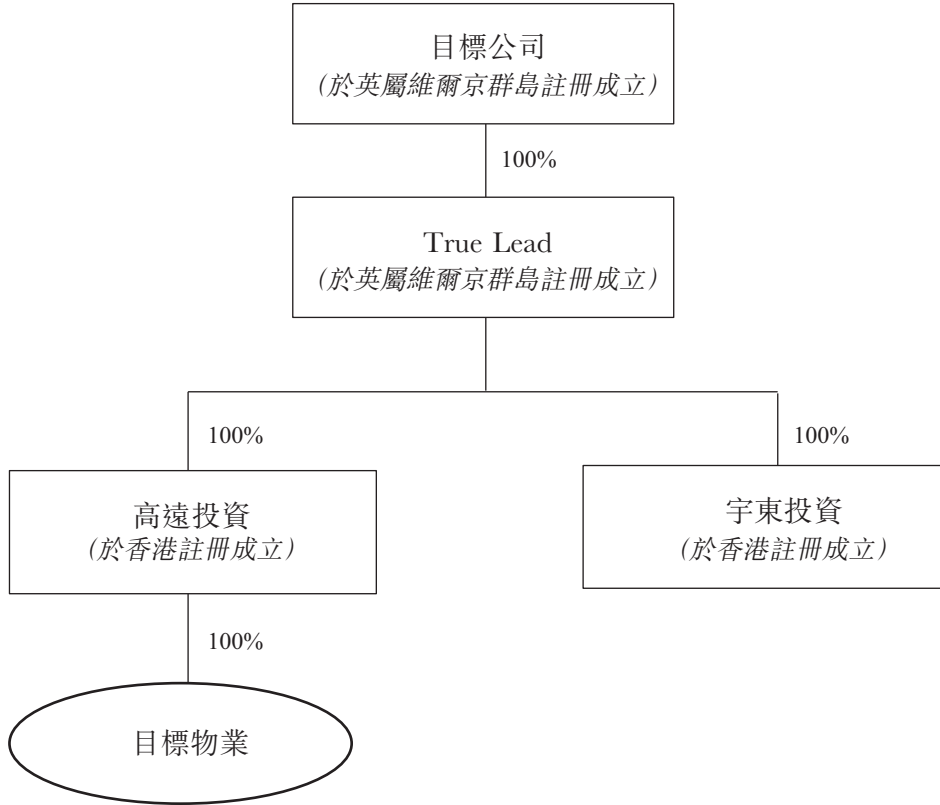 目標公司
(於英屬維爾京群島註冊成立)
100%
True Lead
(於英屬維爾京群島註冊成立)
100%
100%
高遠投資
(於香港註冊成立)
宇東投資
(於香港註冊成立)
100%
目標物業